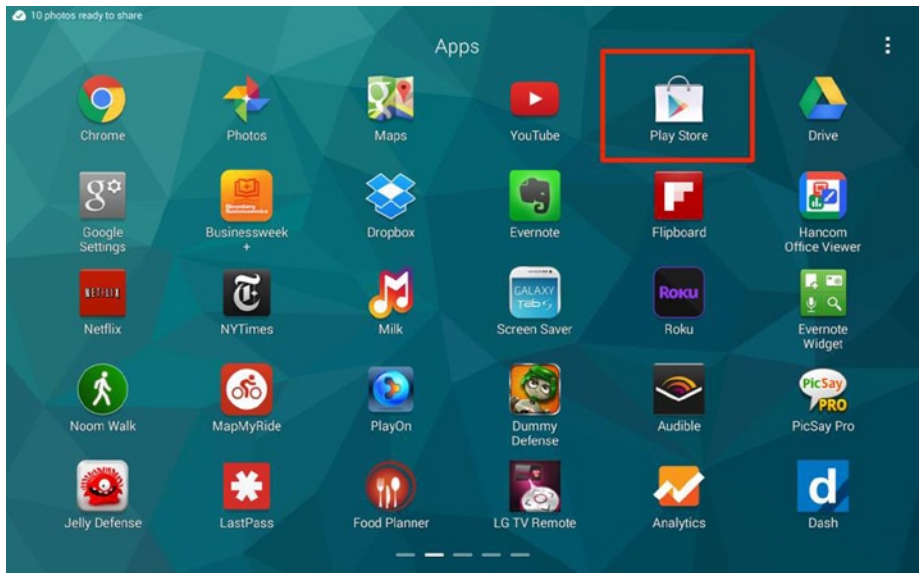 10 photos ready to share
Apps
Chrome
Photos
Maps
YouTube
Play Store
Drive
Google
Settings
Businessweek
+
Dropbox
Evernote
Flipboard
Hancom
Office Viewer
NETFLIX
GALAXY
Tab S
ROKU
Netflix
NYTimes
Milk
Screen Saver
Roku
Evernote
Widget
PicSay
PRO
Noom Walk
MapMyRide
PlayOn
Dummy
Defense
Audible
PicSay Pro
Jelly Defense
LastPass
Food Planner
LG TV Remote
Analytics
Dash